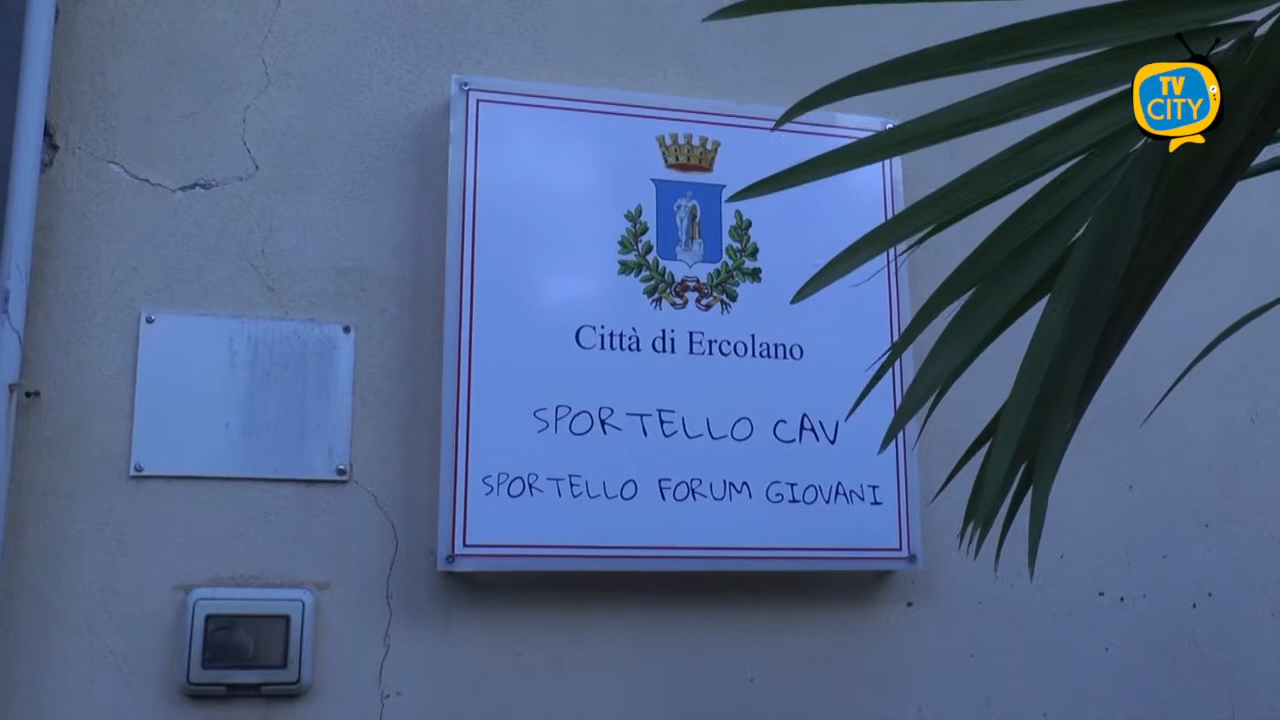 TV
CITY
Città di Ercolano
SPORTELLO CAV
SPORTELLO FORUM GIOVANI